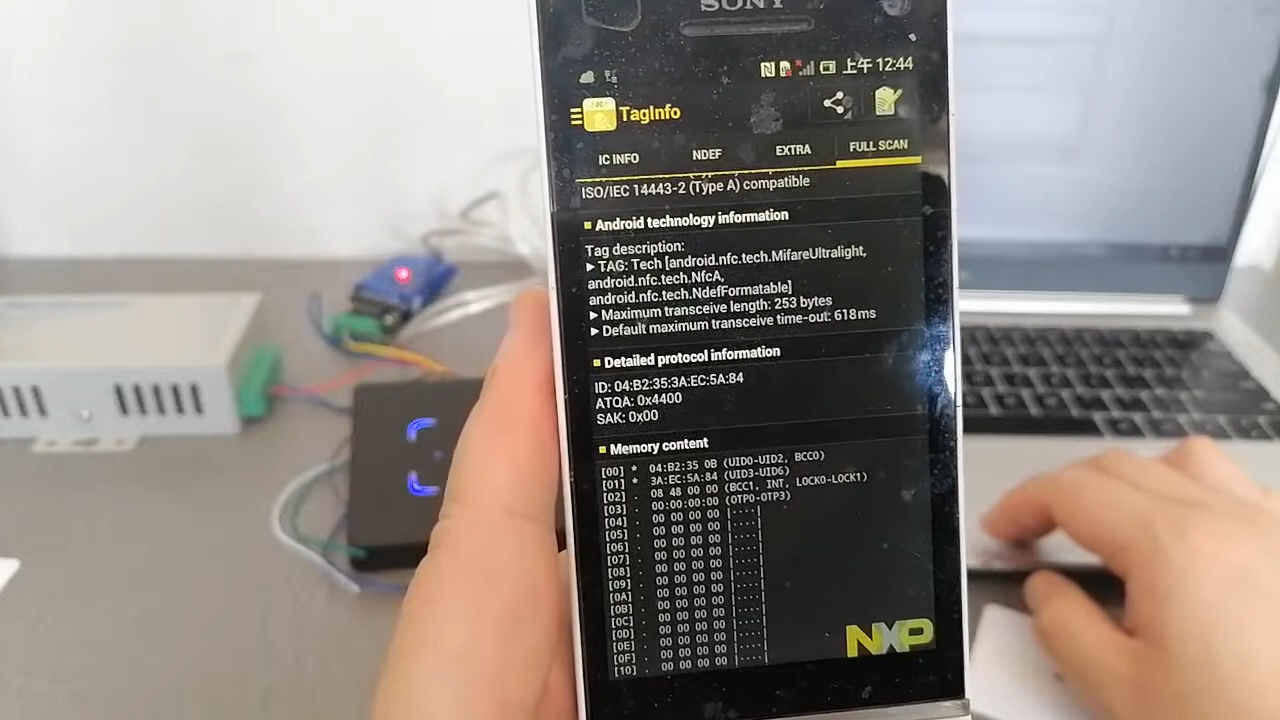 SONY
上午 12:44
TagInfo
IC INFO NDEF EXTRA FULL SCAN
ISO/IEC 14443-2 (Type A) compatible
Android technology information
Tag description:
► TAG: Tech [android.nfc.tech.MifareUltralight,
android.nfc.tech.NfcA,
android.nfc.tech.NdefFormatable]
► Maximum transceive length: 253 bytes
► Default maximum transceive time-out: 618ms
Detailed protocol information
ID: 04:B2:35:3A:EC:5A:84
ATQA: 0x4400
SAK: 0x00
Memory content
[00] * 04:B2:35 0B (UID0-UID2, BCC0)
[01] * 3A:EC:5A:84 (UID3-UID6)
[02] . 08 48 00 00 (BCC1, INT, LOCK0-LOCK1)
[03] . 00:00:00:00 (OTP0-OTP3)
[04] . 00 00 00 00 |....|
[05] . 00 00 00 00 |....|
[06] . 00 00 00 00 |....|
[07] . 00 00 00 00 |....|
[08] . 00 00 00 00 |....|
[09] . 00 00 00 00 |....|
[0A] . 00 00 00 00 |....|
[0B] . 00 00 00 00 |....|
[0C] . 00 00 00 00 |....|
[0D] . 00 00 00 00 |....|
[0E] . 00 00 00 00 |....|
[0F] . 00 00 00 00 |....|
[10] . 00 00 00 00 |....|
NXP